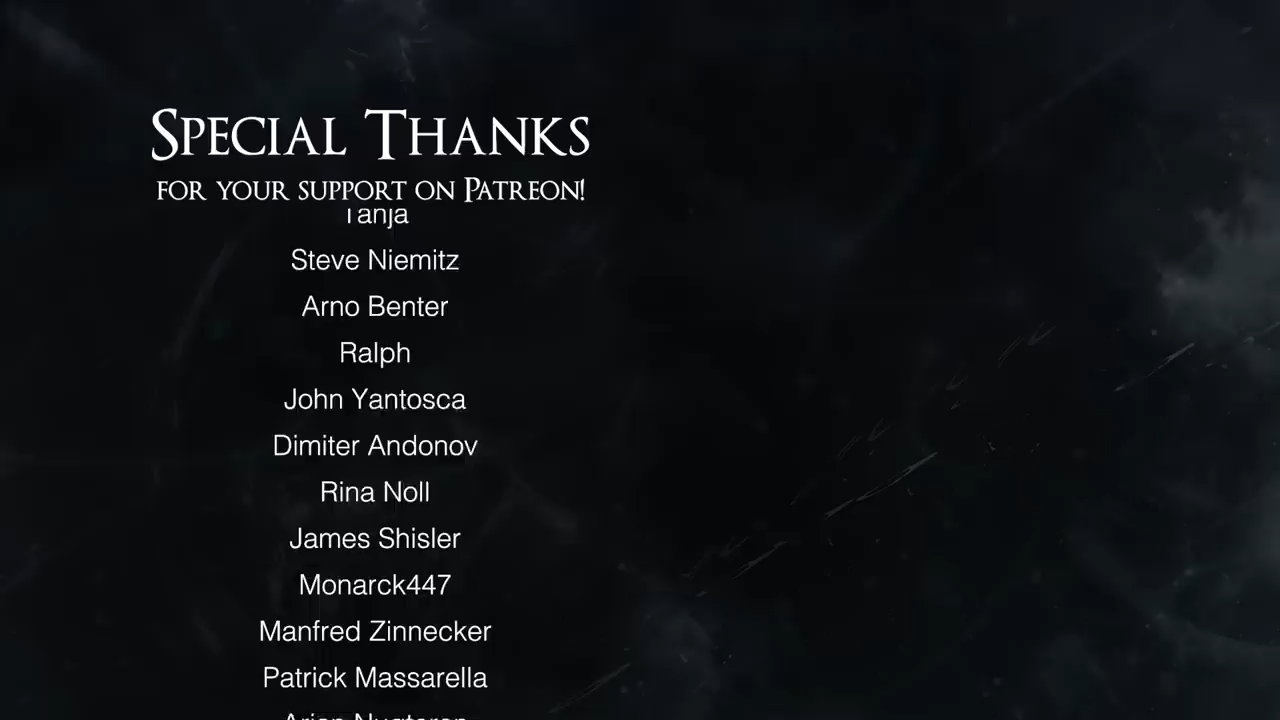 Special Thanks
for your support on Patreon!
Tanja
Steve Niemitz
Arno Benter
Ralph
John Yantosca
Dimiter Andonov
Rina Noll
James Shisler
Monarck447
Manfred Zinnecker
Patrick Massarella